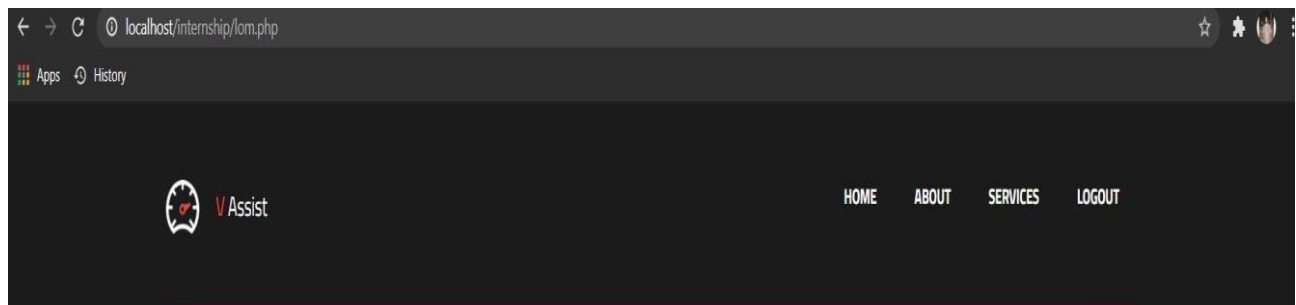 localhost/internship/lom.php
Apps History
V Assist HOME ABOUT SERVICES LOGOUT